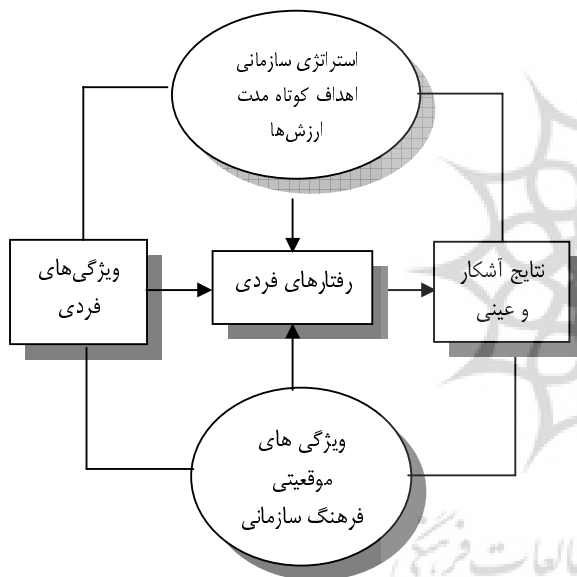 استراتژی سازمانی
اهداف کوتاه مدت
ارزش‌ها
ویژگی‌های
فردی
رفتارهای فردی
نتایج آشکار
و عینی
ویژگی های
موقعیتی
فرهنگ سازمانی